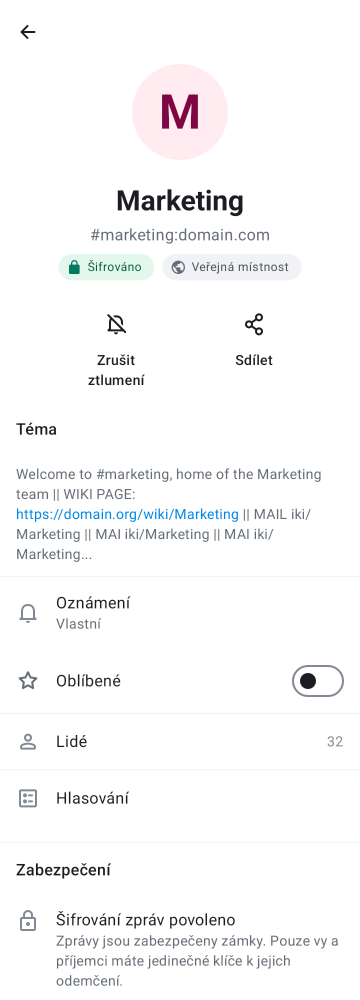 M
Marketing
#marketing:domain.com
Šifrováno Veřejná místnost
Zrušit
ztlumení
Sdílet
Téma
Welcome to #marketing, home of the Marketing
team || WIKI PAGE:
https://domain.org/wiki/Marketing || MAIL iki/
Marketing || MAI iki/Marketing || MAI iki/
Marketing...
Oznámení
Vlastní
Oblíbené
Lidé 32
Hlasování
Zabezpečení
Šifrování zpráv povoleno
Zprávy jsou zabezpečeny zámky. Pouze vy a
příjemci máte jedinečné klíče k jejich
odemčení.